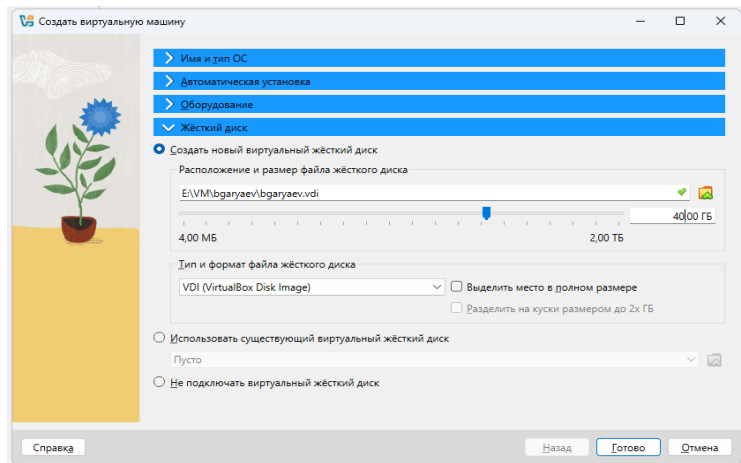 Создать виртуальную машину
Имя и тип ОС
Автоматическая установка
Оборудование
Жёсткий диск
Создать новый виртуальный жёсткий диск
Расположение и размер файла жёсткого диска
E:\VM\bgaryaev\bgaryaev.vdi
40,00 ГБ
4,00 МБ 2,00 ТБ
Тип и формат файла жёсткого диска
VDI (VirtualBox Disk Image) Выделить место в полном размере
Разделить на куски размером до 2х ГБ
Использовать существующий виртуальный жёсткий диск
Пусто
Не подключать виртуальный жёсткий диск
Справка Назад Готово Отмена